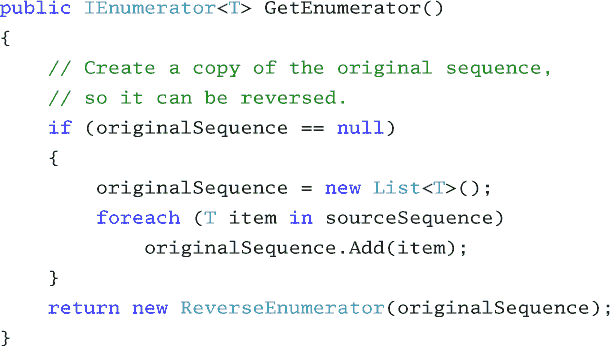 public IEnumerator<T> GetEnumerator()
{
    // Create a copy of the original sequence,
    // so it can be reversed.
    if (originalSequence == null)
    {
        originalSequence = new List<T>();
        foreach (T item in sourceSequence)
            originalSequence.Add(item);
    }
    return new ReverseEnumerator(originalSequence);
}